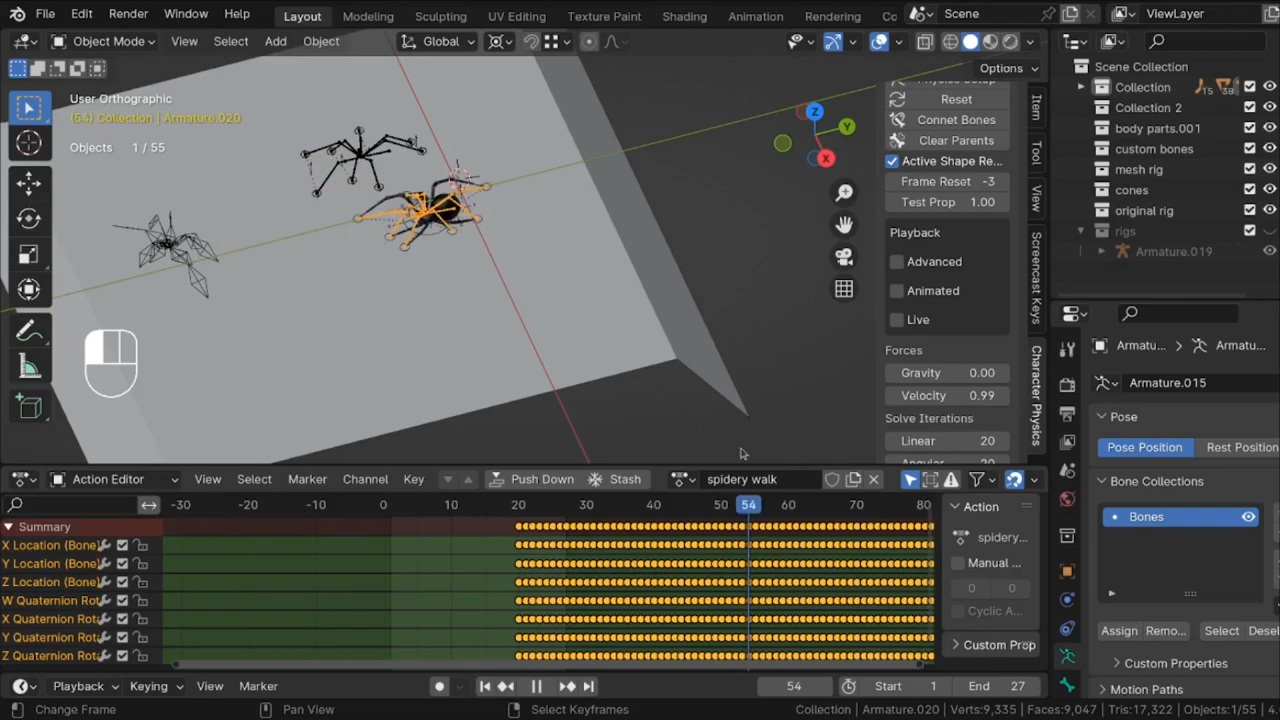 File Edit Render Window Help Layout Modeling Sculpting UV Editing Texture Paint Shading Animation Rendering Co Scene ViewLayer
Object Mode View Select Add Object Global
Options
Scene Collection
User Orthographic
(54) Collection | Armature.020
Objects 1 / 55
Z
Y
X
Reset
Connet Bones
Clear Parents
Active Shape Re...
Frame Reset -3
Test Prop 1.00
Playback
Advanced
Animated
Live
Forces
Gravity 0.00
Velocity 0.99
Solve Iterations
Linear 20
Item
Tool
View
Screencast Keys
Character Physics
Collection 15 38
Collection 2
body parts.001
custom bones
mesh rig
cones
original rig
rigs
Armature.019
Armatu... > Armatu...
Armature.015
Pose
Pose Position Rest Position
Bone Collections
Bones
Assign Remo... Select Desel
Custom Properties
Motion Paths
Action Editor View Select Marker Channel Key Push Down Stash spidery walk
-30 -20 -10 0 10 20 30 40 50 54 60 70 80
Summary
X Location (Bone)
Y Location (Bone)
Z Location (Bone)
W Quaternion Rota
X Quaternion Rota
Y Quaternion Rota
Z Quaternion Rota
Action
spidery...
Manual ...
0 0
Cyclic A...
Custom Prop
Playback Keying View Marker 54 Start 1 End 27
Change Frame Pan View Select Keyframes Collection | Armature.020 | Verts:9,335 | Faces:9,047 | Tris:17,322 | Objects:1/55 | 4.